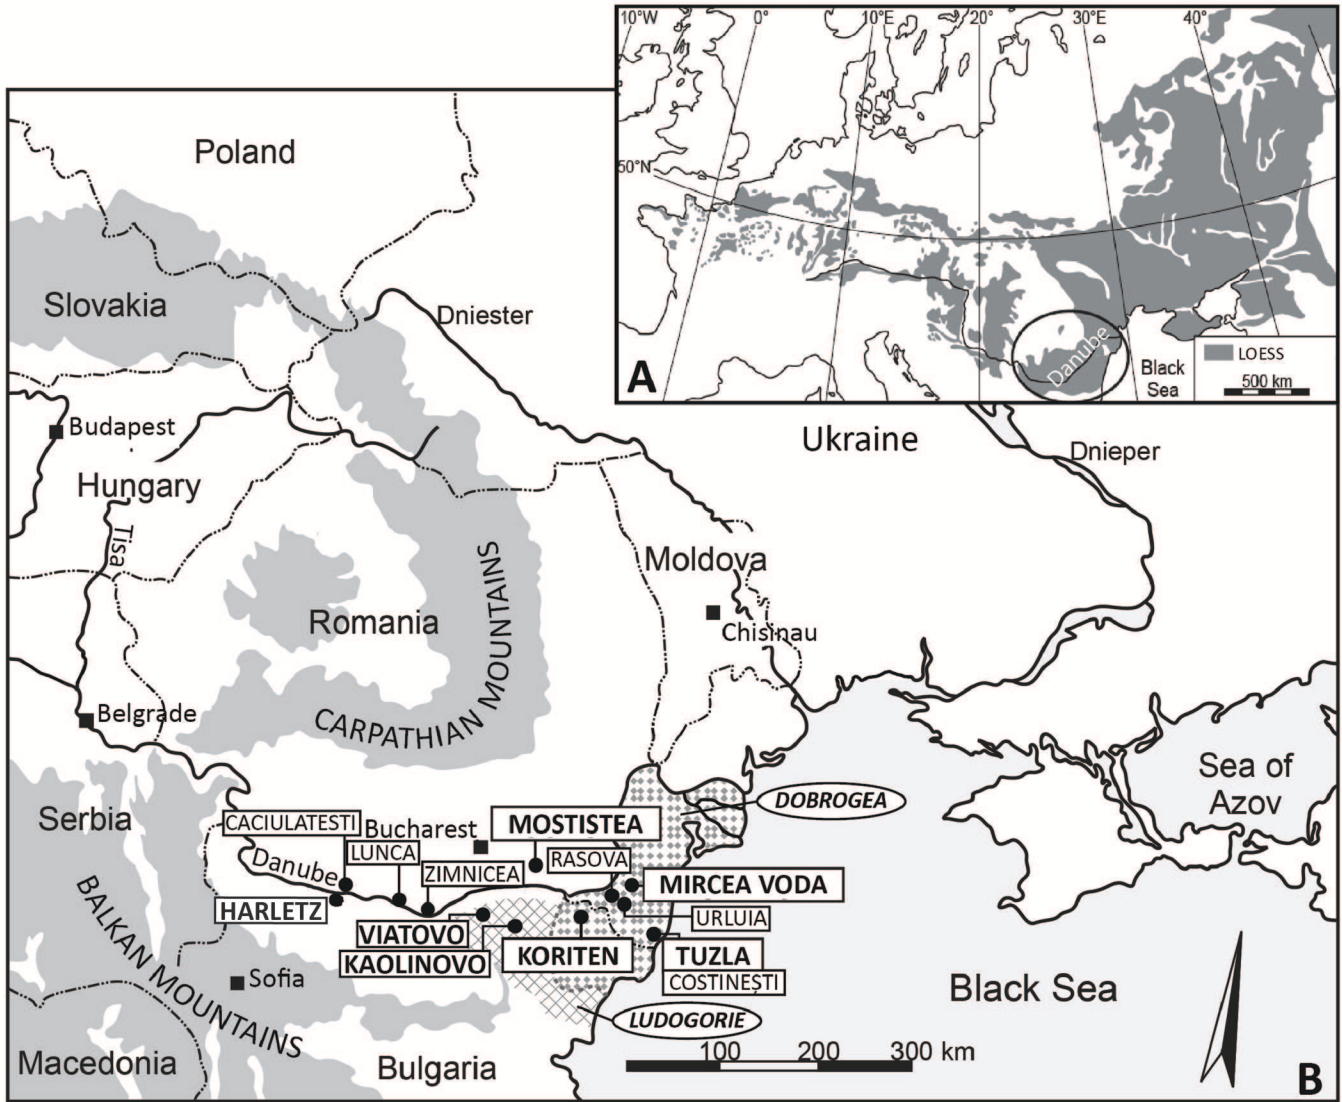 10°W
0°
10°E
20°
30°E
40°
50°N
Danube
Black
Sea
LOESS
500 km
A
Poland
Slovakia
Dniester
Budapest
Hungary
Tisa
Ukraine
Dnieper
Moldova
Chisinau
Romania
CARPATHIAN MOUNTAINS
Belgrade
Serbia
Sea of
Azov
DOBROGEA
CACIULATESTI
Bucharest
MOSTISTEA
LUNCA
RASOVA
Danube
ZIMNICEA
MIRCEA VODA
HARLETZ
URLUIA
VIATOVO
KAOLINOVO
KORITEN
TUZLA
COSTINEȘTI
BALKAN MOUNTAINS
Sofia
Black Sea
LUDOGORIE
Macedonia
Bulgaria
100
200
300 km
B